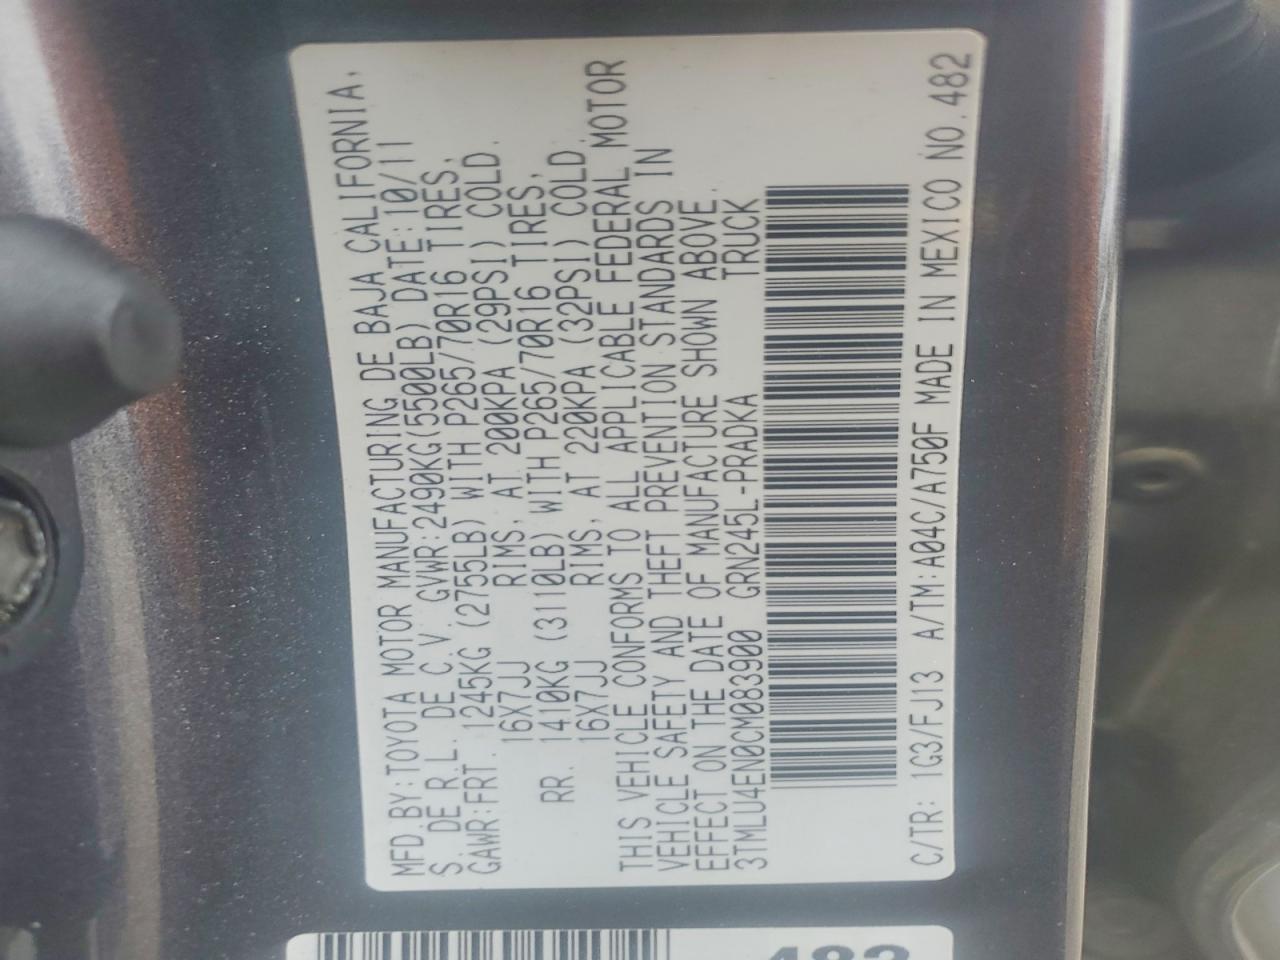 MFD.BY:TOYOTA MOTOR MANUFACTURING DE BAJA CALIFORNIA,
S. DE R.L. DE C.V. GVWR:2490KG(5500LB) DATE:10/11
GAWR:FRT. 1245KG (2755LB) WITH P265/70R16 TIRES,
16X7JJ RIMS, AT 200KPA (29PSI) COLD.
RR. 1410KG (3110LB) WITH P265/70R16 TIRES,
16X7JJ RIMS, AT 220KPA (32PSI) COLD.
THIS VEHICLE CONFORMS TO ALL APPLICABLE FEDERAL MOTOR
VEHICLE SAFETY AND THEFT PREVENTION STANDARDS IN
EFFECT ON THE DATE OF MANUFACTURE SHOWN ABOVE.
3TMLU4EN0CM083900 GRN245L-PRADKA TRUCK
C/TR: 1G3/FJ13 A/TM:A04C/A750F MADE IN MEXICO NO.482